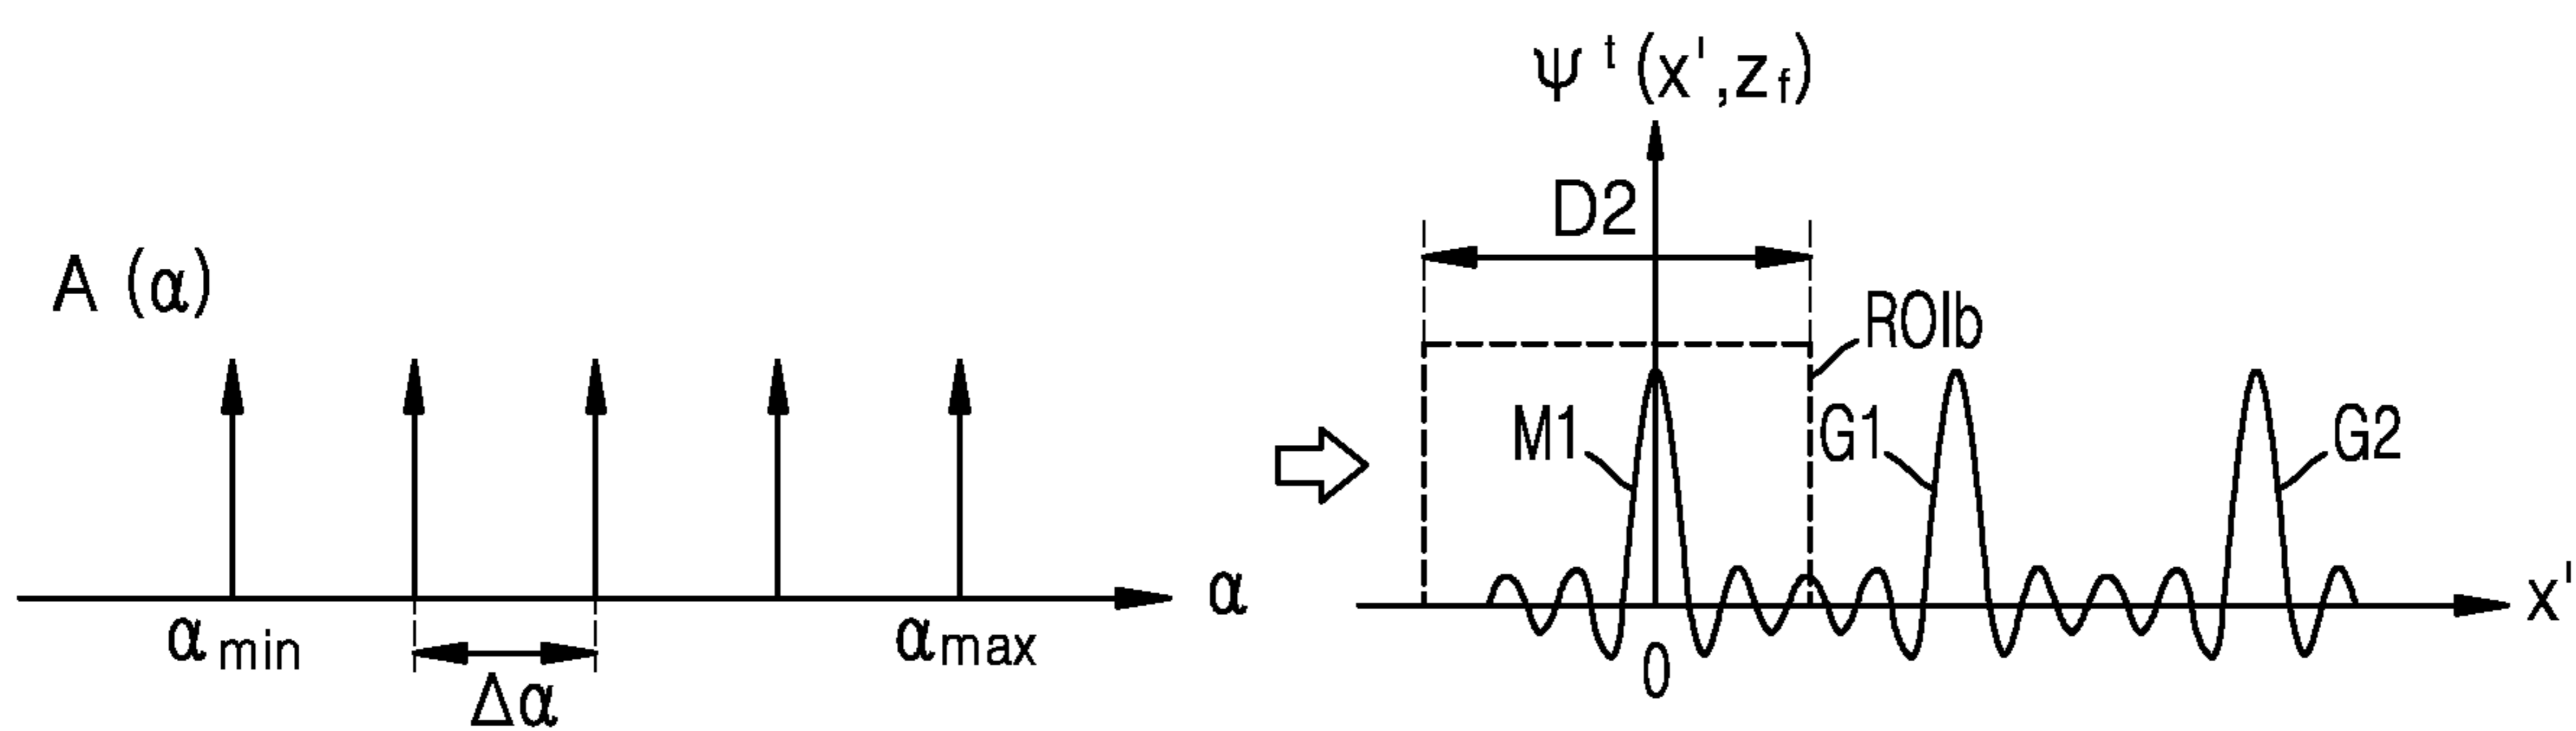 A (α)
α min
Δα
α max
α
ψ t (x',z f)
D2
ROIb
M1
G1
G2
0
x'